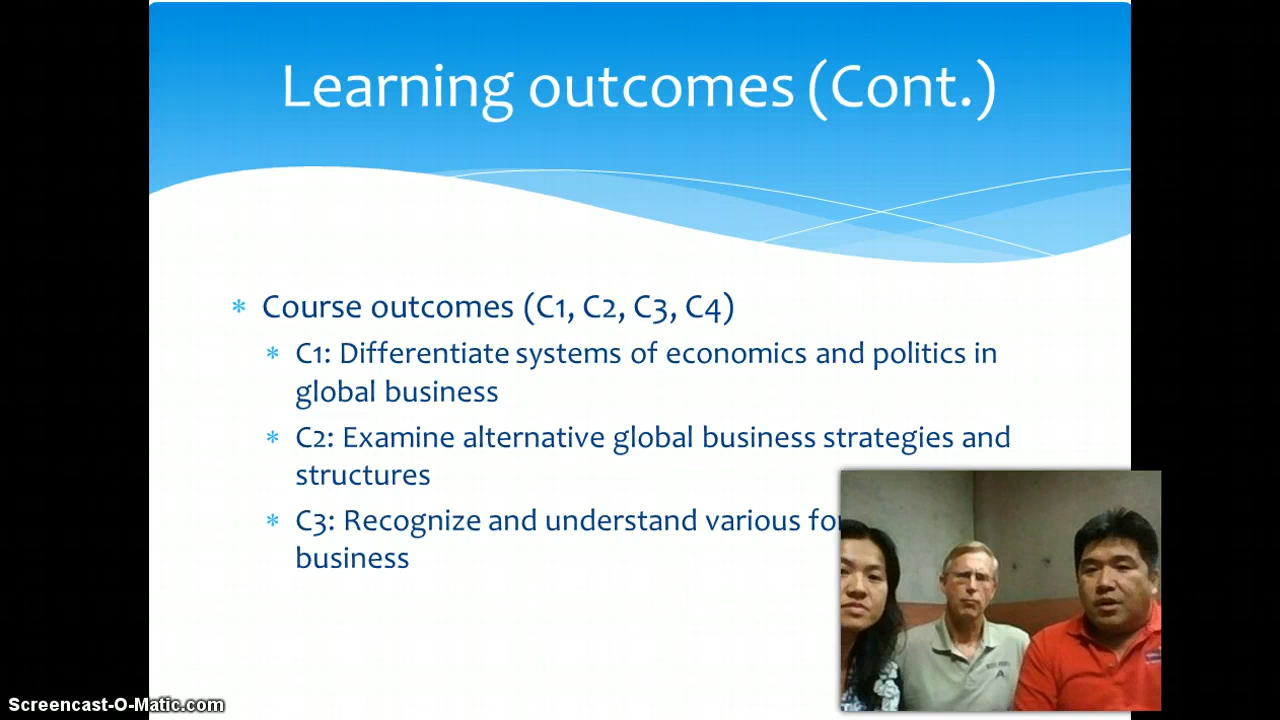 Learning outcomes (Cont.)
* Course outcomes (C1, C2, C3, C4)
* C1: Differentiate systems of economics and politics in
global business
* C2: Examine alternative global business strategies and
structures
* C3: Recognize and understand various
business
Screencast-O-Matic.com